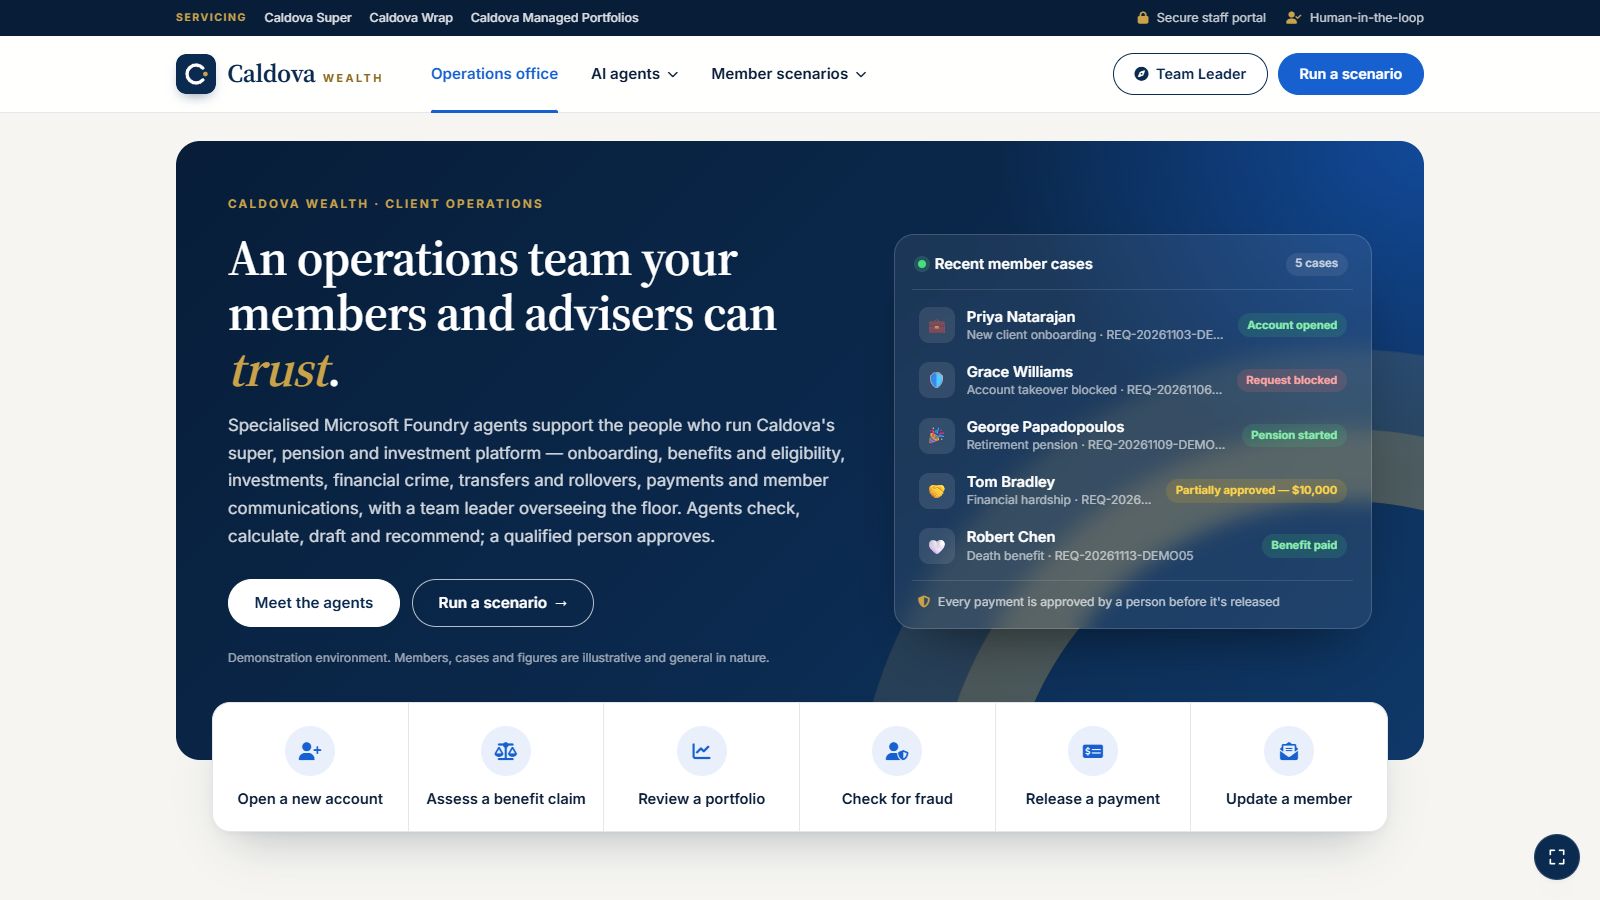 SERVICING Caldova Super Caldova Wrap Caldova Managed Portfolios Secure staff portal Human-in-the-loop
Caldova WEALTH Operations office AI agents Member scenarios Team Leader Run a scenario
CALDOVA WEALTH · CLIENT OPERATIONS
An operations team your
members and advisers can
trust.
Specialised Microsoft Foundry agents support the people who run Caldova's
super, pension and investment platform — onboarding, benefits and eligibility,
investments, financial crime, transfers and rollovers, payments and member
communications, with a team leader overseeing the floor. Agents check,
calculate, draft and recommend; a qualified person approves.
Meet the agents Run a scenario →
Demonstration environment. Members, cases and figures are illustrative and general in nature.
Recent member cases 5 cases
Priya Natarajan
New client onboarding · REQ-20261103-DE... Account opened
Grace Williams
Account takeover blocked · REQ-20261106... Request blocked
George Papadopoulos
Retirement pension · REQ-20261109-DEMO... Pension started
Tom Bradley
Financial hardship · REQ-2026... Partially approved — $10,000
Robert Chen
Death benefit · REQ-20261113-DEMO05 Benefit paid
Every payment is approved by a person before it's released
Open a new account Assess a benefit claim Review a portfolio Check for fraud Release a payment Update a member